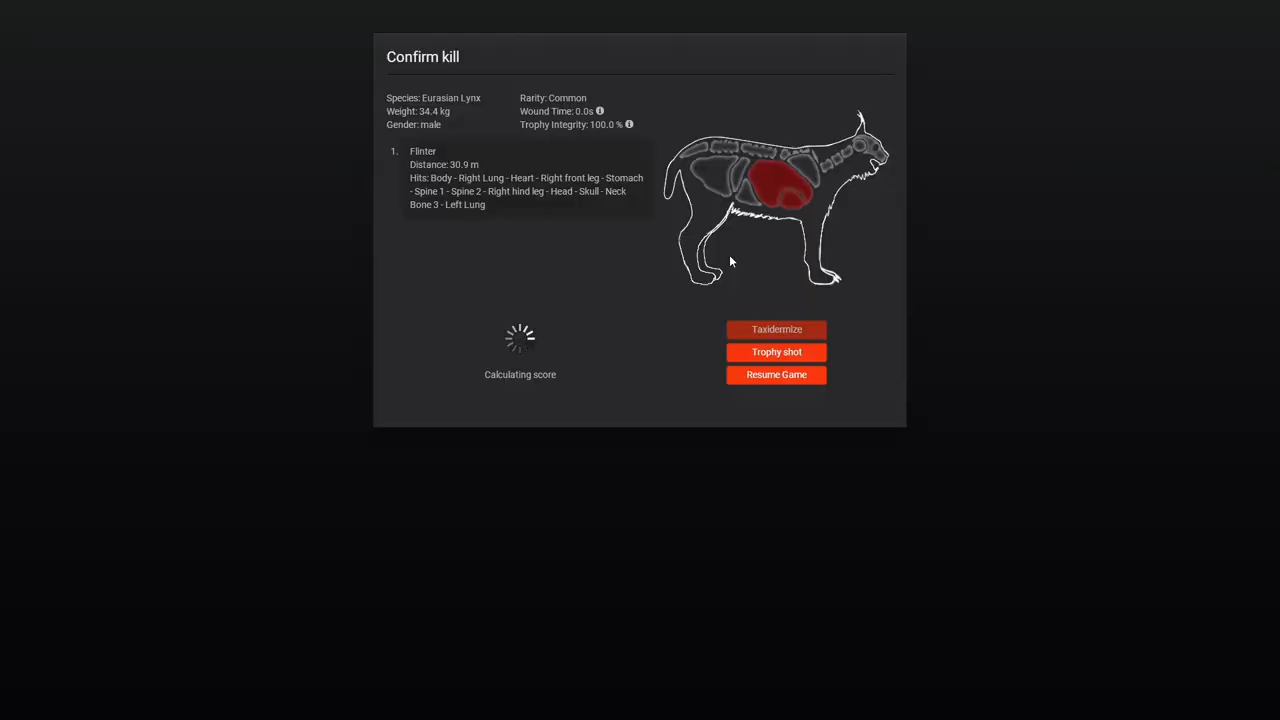 Confirm kill
Species: Eurasian Lynx
Weight: 34.4 kg
Gender: male
Rarity: Common
Wound Time: 0.0s
Trophy Integrity: 100.0 %
1. Flinter
Distance: 30.9 m
Hits: Body - Right Lung - Heart - Right front leg - Stomach
- Spine 1 - Spine 2 - Right hind leg - Head - Skull - Neck
Bone 3 - Left Lung
Calculating score
Taxidermize
Trophy shot
Resume Game